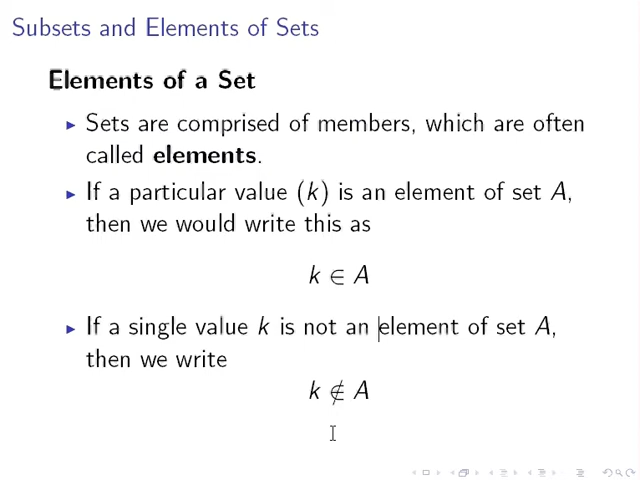 Subsets and Elements of Sets
Elements of a Set
▶ Sets are comprised of members, which are often
called elements.
▶ If a particular value (k) is an element of set A,
then we would write this as
k ∈ A
▶ If a single value k is not an element of set A,
then we write
k ∉ A